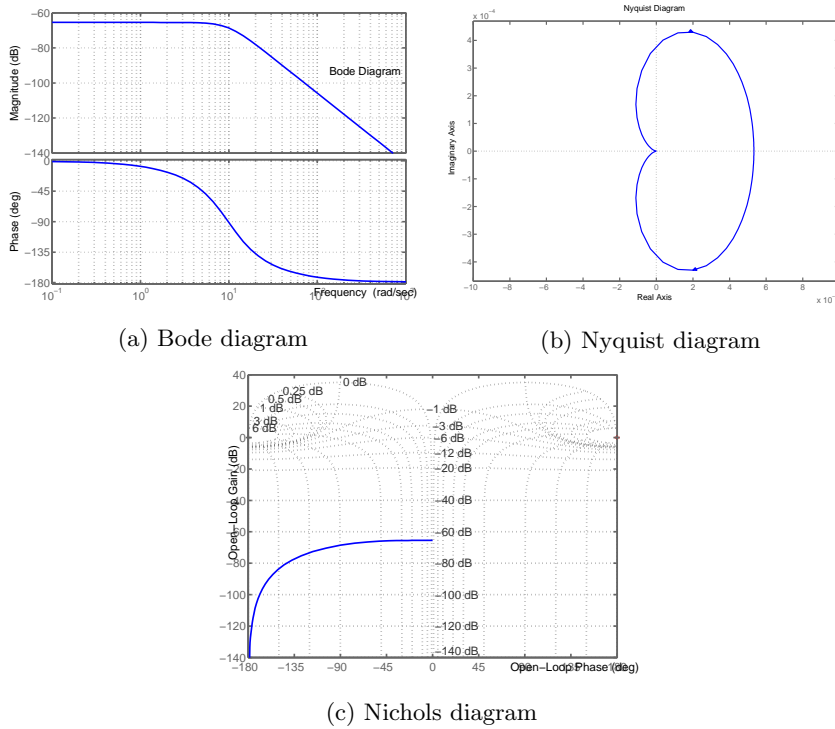 −60
−80
−100
−120
−140
Magnitude (dB)
Bode Diagram
0
−45
−90
−135
−180
Phase (deg)
10−1
100
101
Frequency (rad/sec)
(a) Bode diagram
Nyquist Diagram
x 10−4
4
3
2
1
0
−1
−2
−3
−4
Imaginary Axis
−10 −8 −6 −4 −2 0 2 4 6 8
Real Axis
(b) Nyquist diagram
40
20
0
−20
−40
−60
−80
−100
−120
−140
Open−Loop Gain (dB)
0 dB
0.25 dB
0.5 dB
1 dB
3 dB
6 dB
−1 dB
−3 dB
−6 dB
−12 dB
−20 dB
−40 dB
−60 dB
−80 dB
−100 dB
−120 dB
−140 dB
−180 −135 −90 −45 0 45
Open−Loop Phase (deg)
(c) Nichols diagram